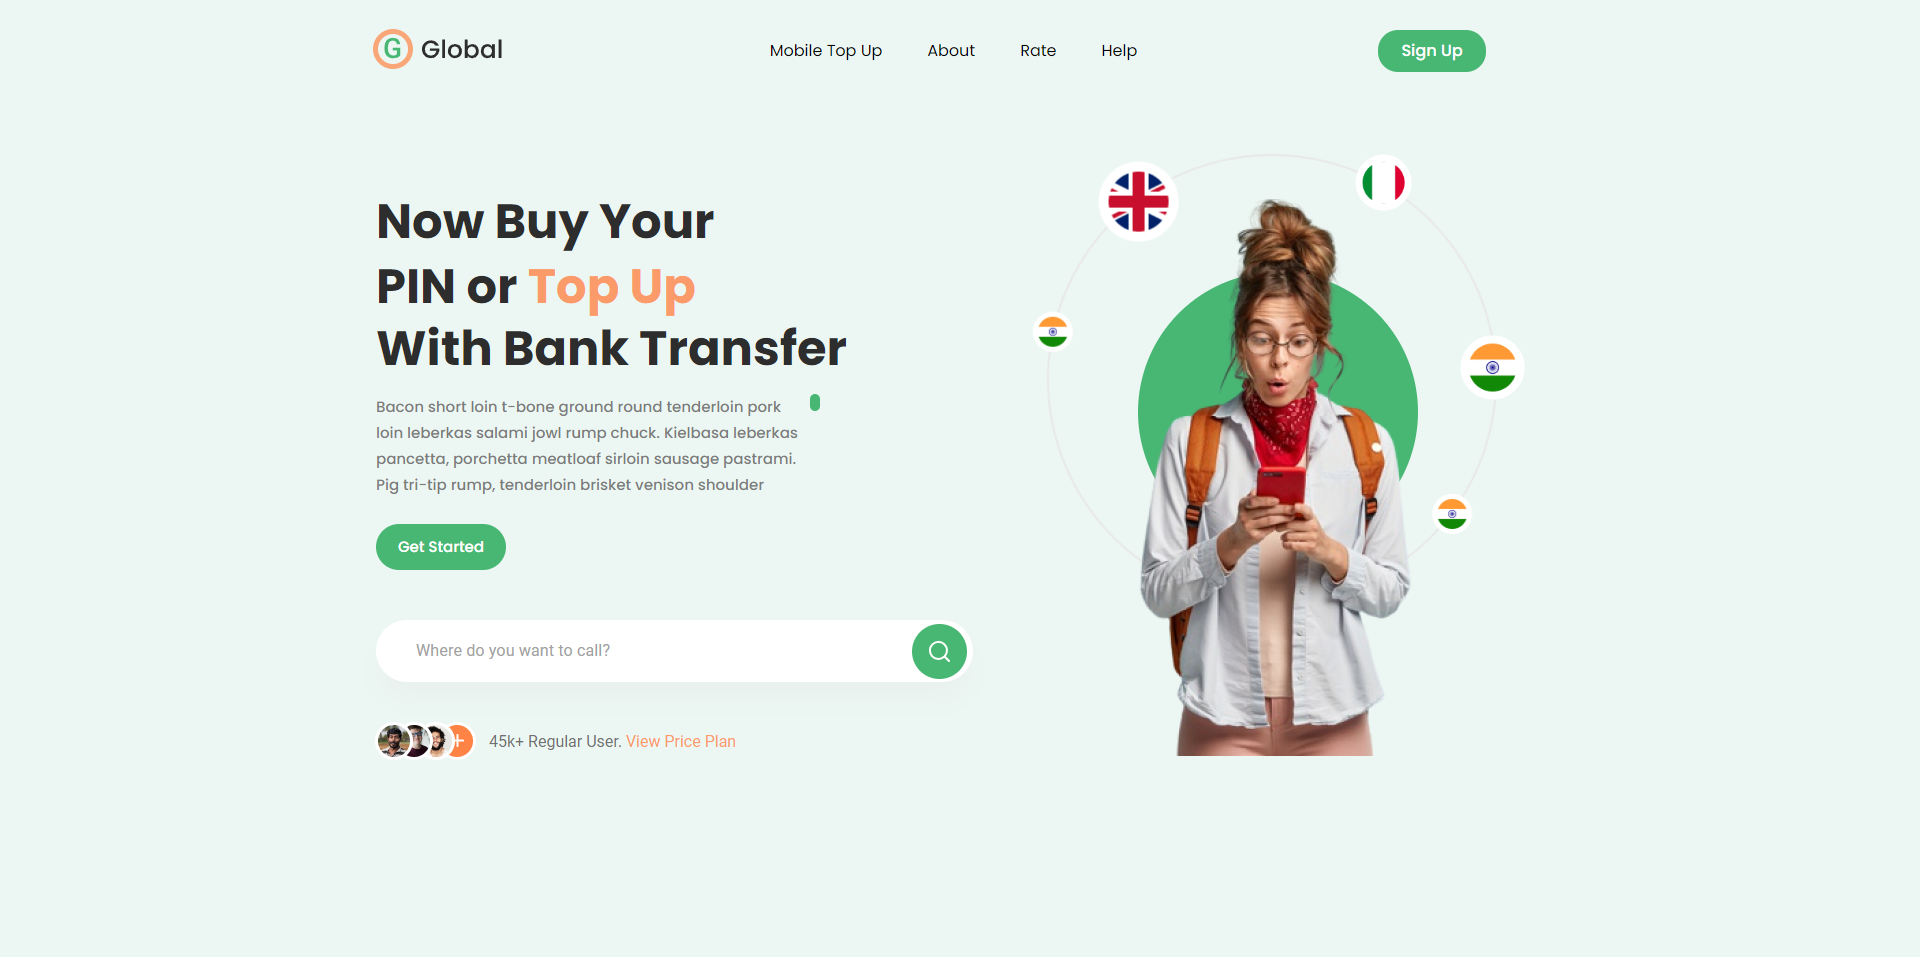 G Global
Mobile Top Up
About
Rate
Help
Sign Up
Now Buy Your
PIN or Top Up
With Bank Transfer
Bacon short loin t-bone ground round tenderloin pork
loin leberkas salami jowl rump chuck. Kielbasa leberkas
pancetta, porchetta meatloaf sirloin sausage pastrami.
Pig tri-tip rump, tenderloin brisket venison shoulder
Get Started
Where do you want to call?
45k+ Regular User. View Price Plan